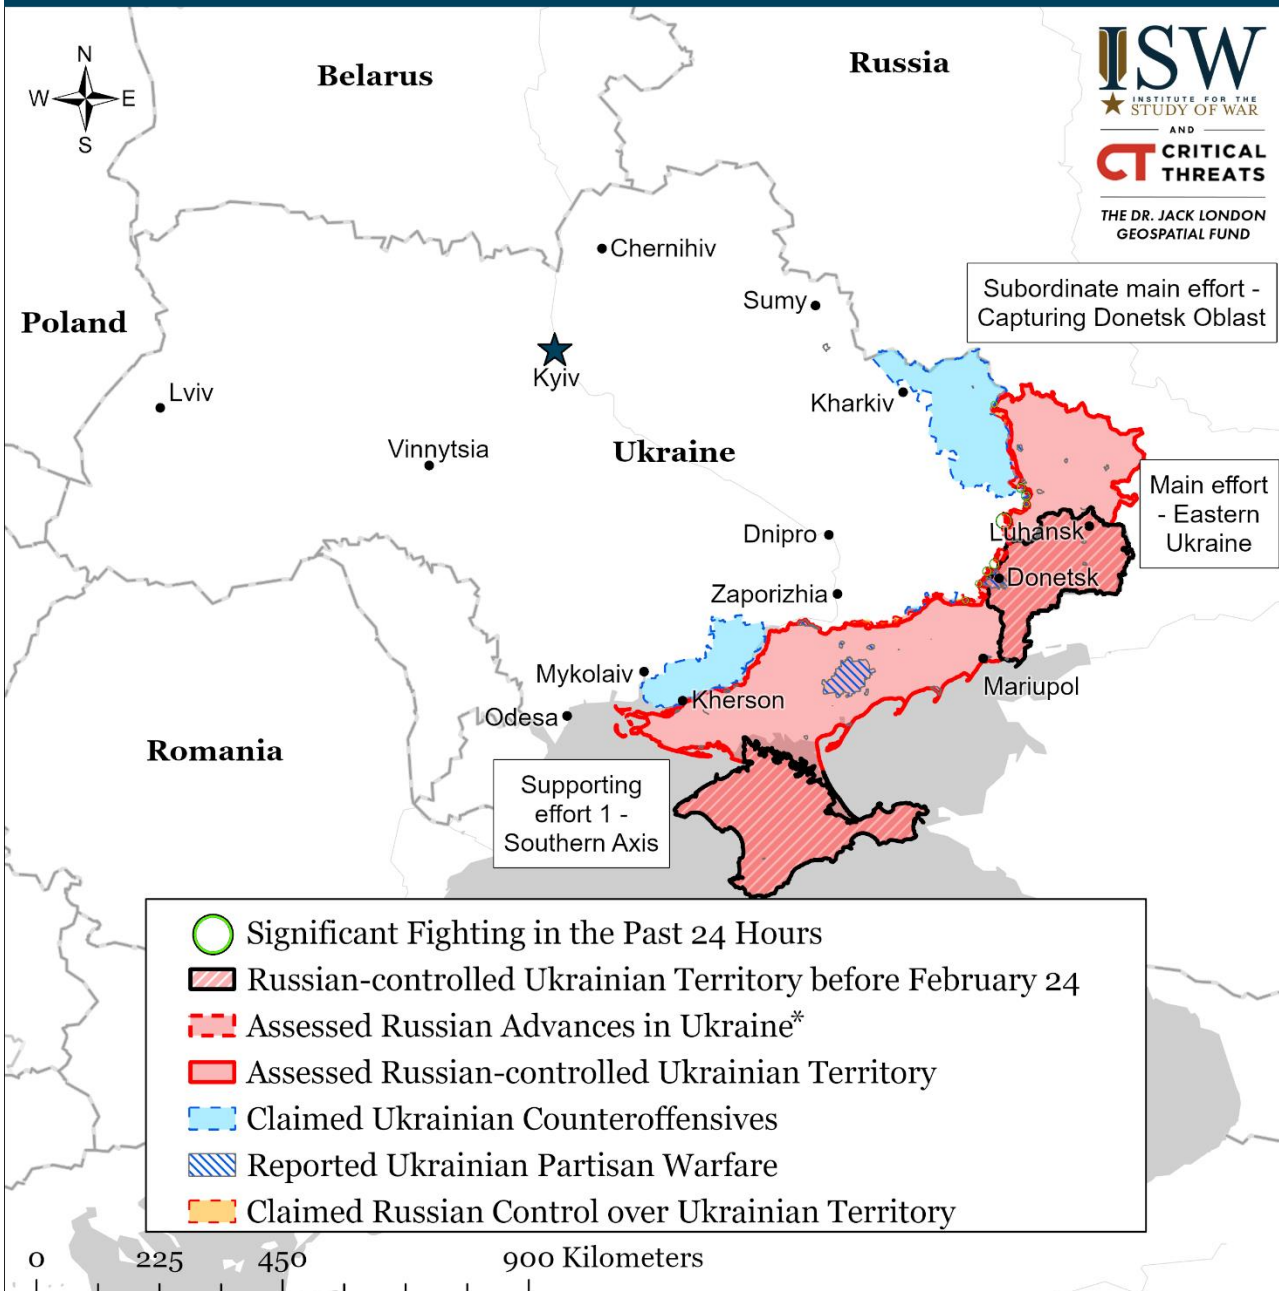 N
W
E
S
Belarus
Russia
ISW
INSTITUTE FOR THE
STUDY OF WAR
AND
CT CRITICAL
THREATS
THE DR. JACK LONDON
GEOSPATIAL FUND
Chernihiv
Subordinate main effort -
Capturing Donetsk Oblast
Sumy
Poland
Kyiv
Lviv
Kharkiv
Vinnytsia
Ukraine
Main effort
- Eastern
Ukraine
Dnipro
Luhansk
Donetsk
Zaporizhia
Mykolaiv
Mariupol
Kherson
Odesa
Romania
Supporting
effort 1 -
Southern Axis
Significant Fighting in the Past 24 Hours
Russian-controlled Ukrainian Territory before February 24
Assessed Russian Advances in Ukraine*
Assessed Russian-controlled Ukrainian Territory
Claimed Ukrainian Counteroffensives
Reported Ukrainian Partisan Warfare
Claimed Russian Control over Ukrainian Territory
0 225 450 900 Kilometers